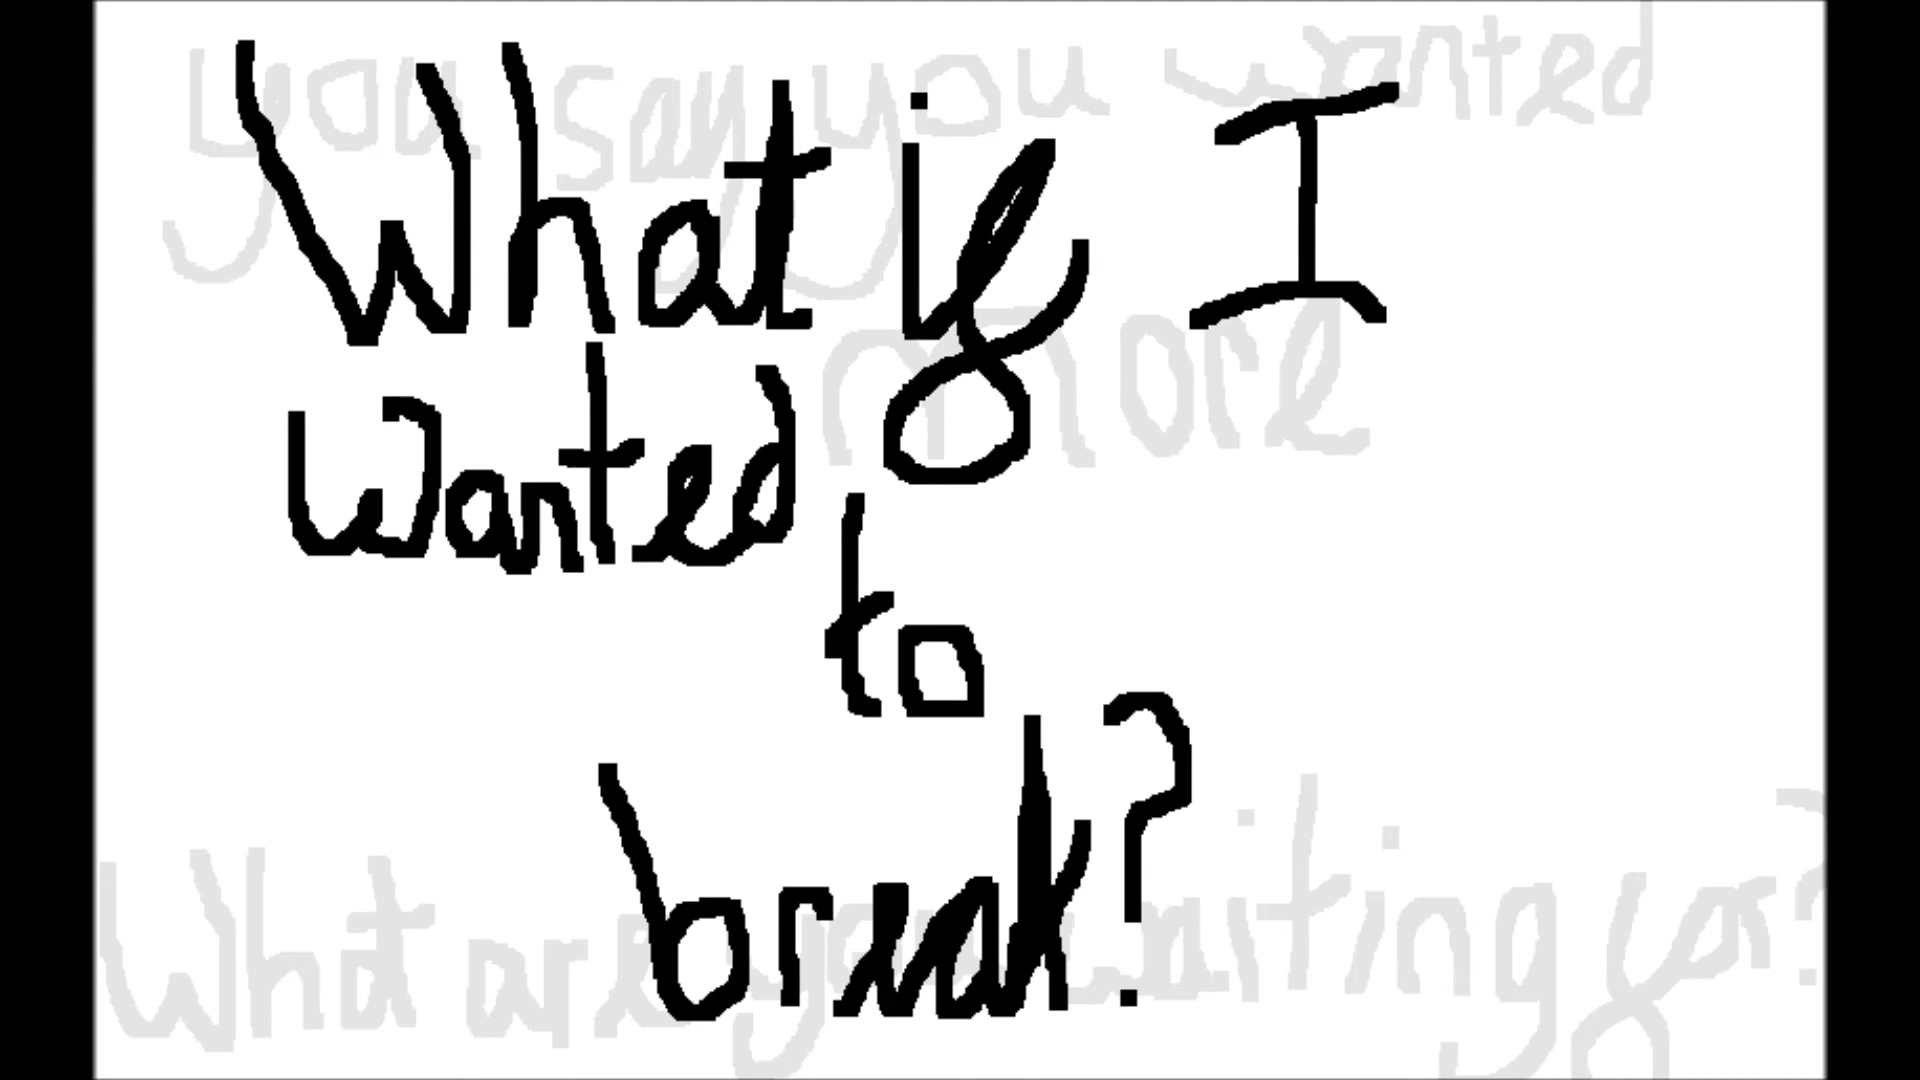 you say you wanted
more
What if I
wanted
to
break?
What are you waiting for?